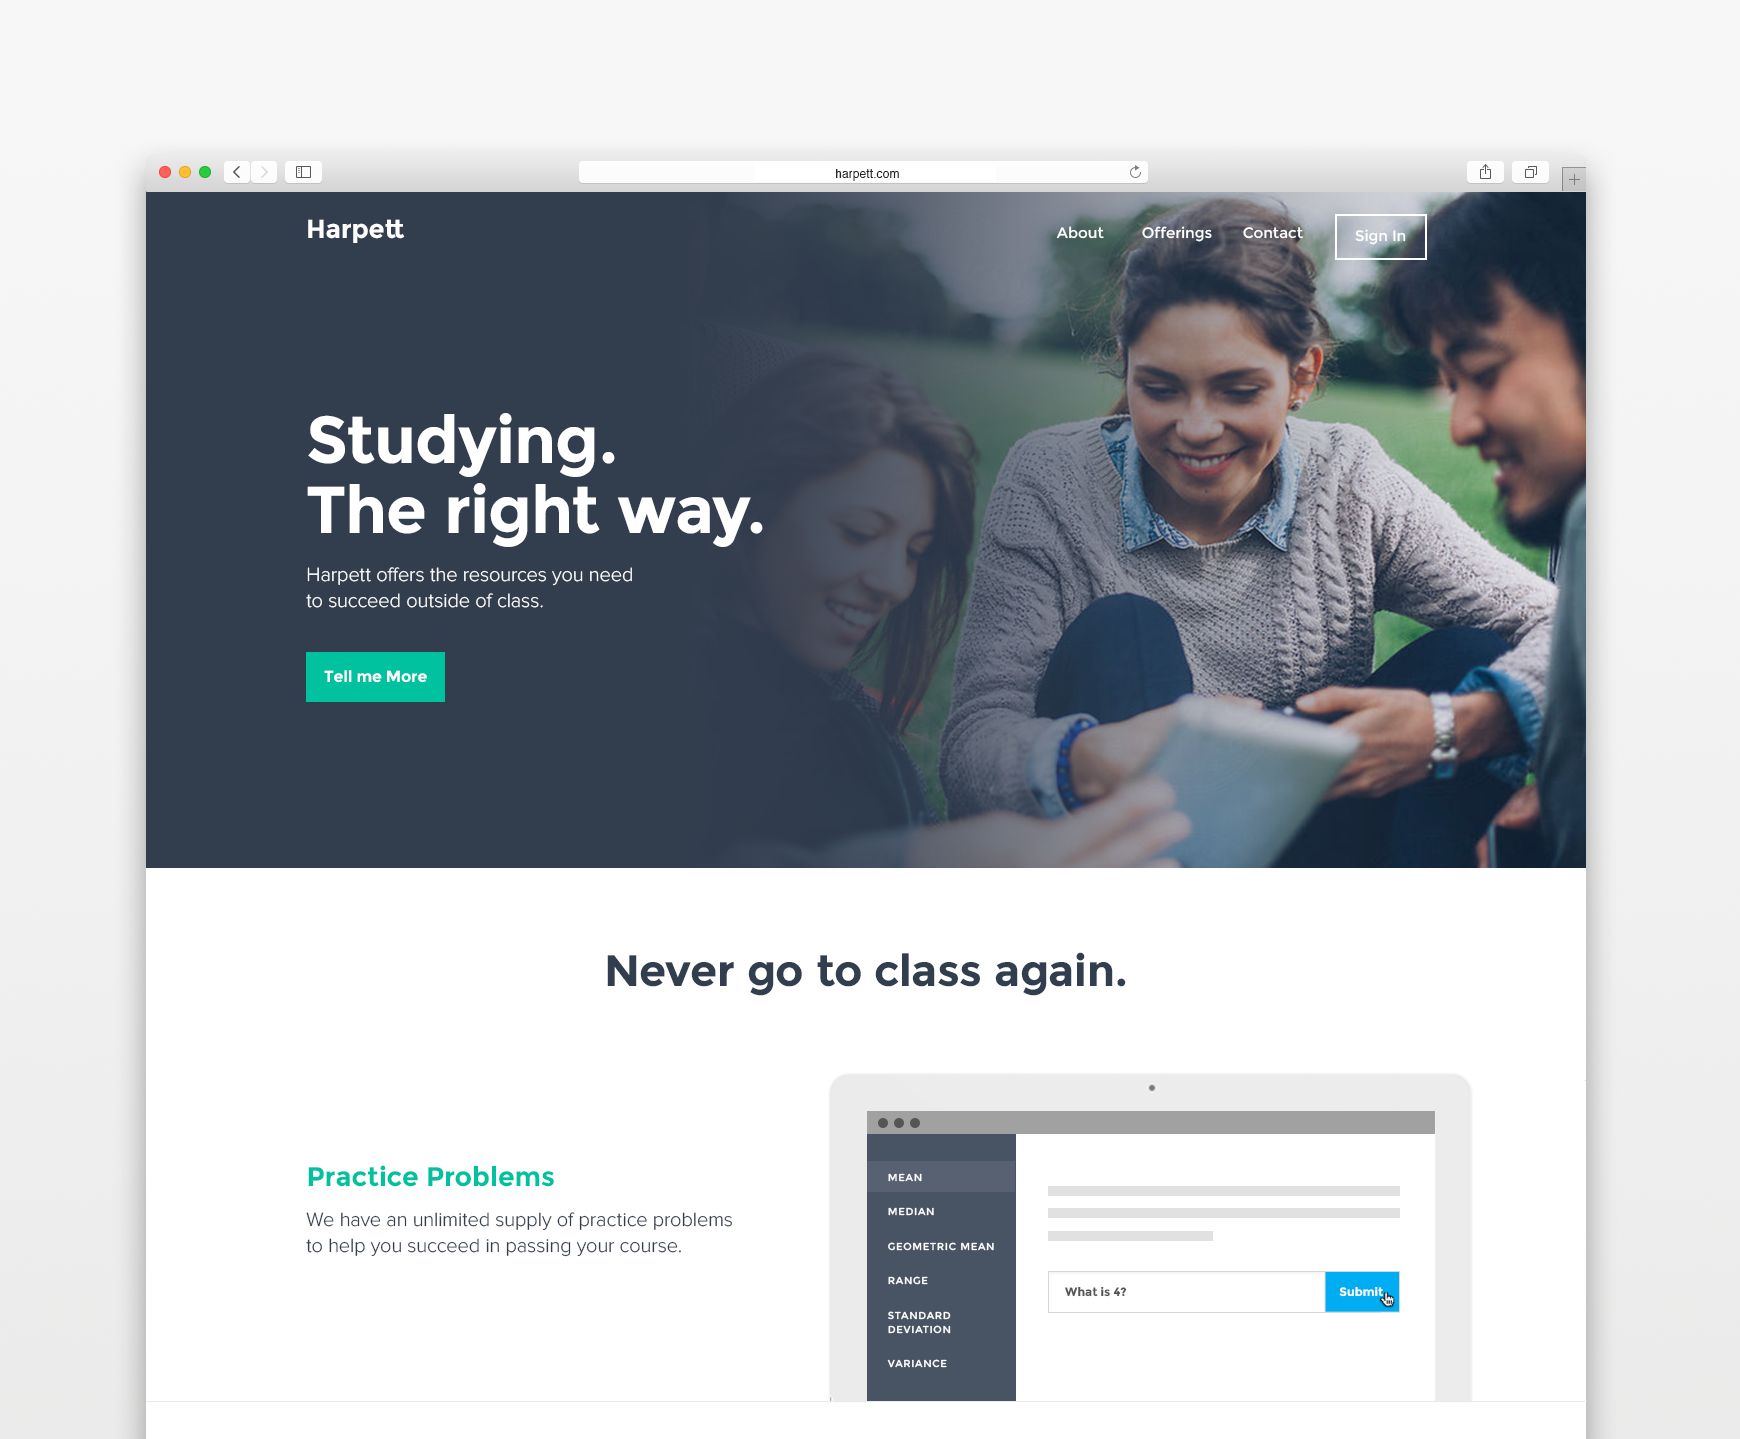 harpett.com
Harpett
About
Offerings
Contact
Sign In
Studying.
The right way.
Harpett offers the resources you need
to succeed outside of class.
Tell me More
Never go to class again.
Practice Problems
We have an unlimited supply of practice problems
to help you succeed in passing your course.
MEAN
MEDIAN
GEOMETRIC MEAN
RANGE
STANDARD
DEVIATION
VARIANCE
What is 4?
Submit